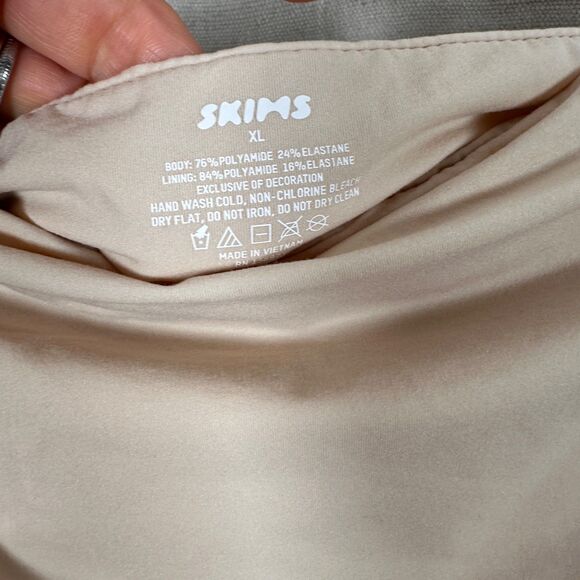 SKIMS
XL
BODY: 76% POLYAMIDE 24% ELASTANE
LINING: 84% POLYAMIDE 16% ELASTANE
EXCLUSIVE OF DECORATION
HAND WASH COLD, NON-CHLORINE BLEACH
DRY FLAT, DO NOT IRON, DO NOT DRY CLEAN
MADE IN VIETNAM